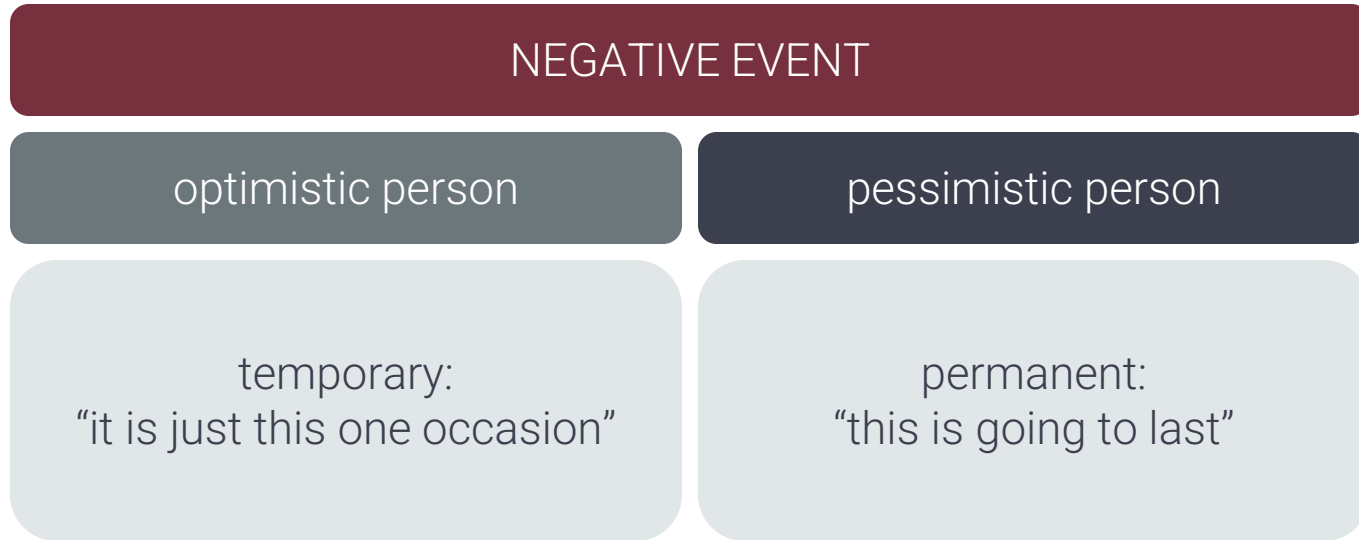 NEGATIVE EVENT
optimistic person
pessimistic person
temporary:
“it is just this one occasion”
permanent:
“this is going to last”